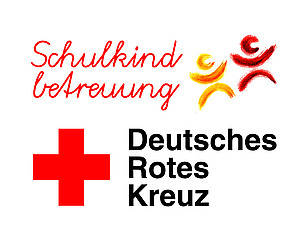 Schulkind
betreuung
Deutsches
Rotes
Kreuz